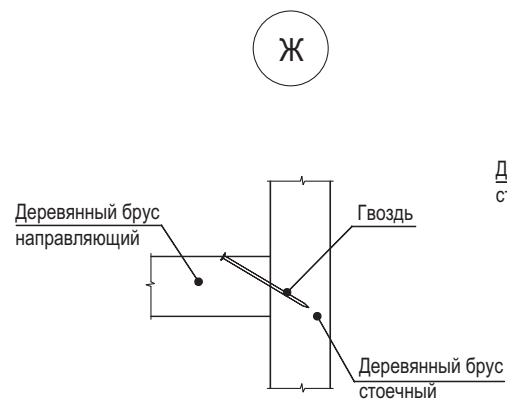 Ж
Деревянный брус
направляющий
Гвоздь
Деревянный брус
стоечный